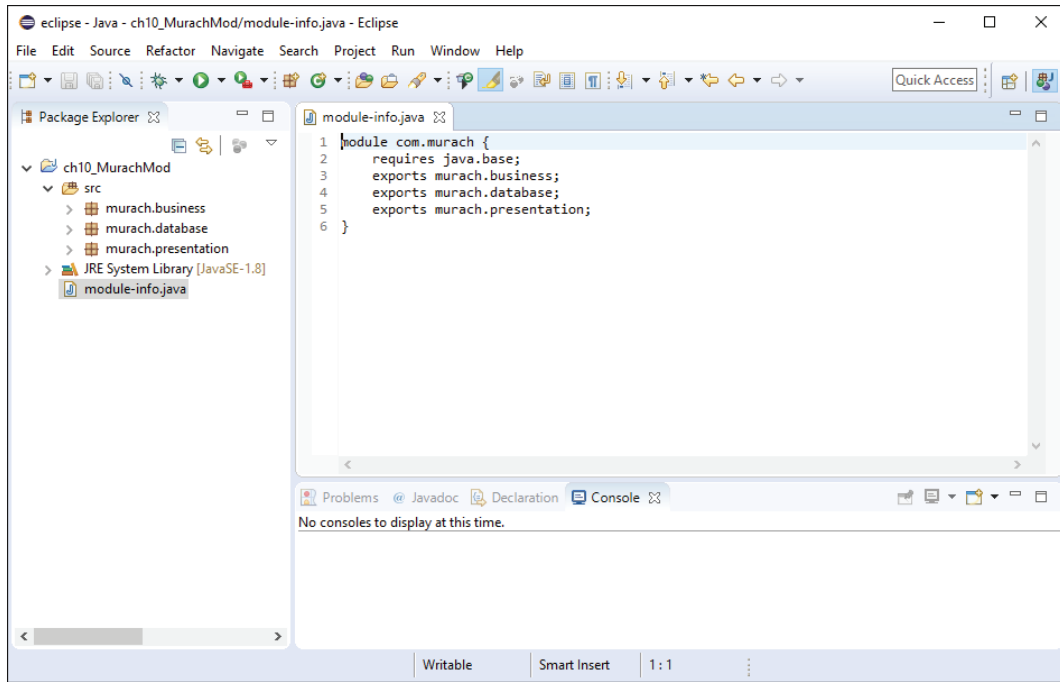 eclipse - Java - ch10_MurachMod/module-info.java - Eclipse
File Edit Source Refactor Navigate Search Project Run Window Help
Quick Access
Package Explorer
ch10_MurachMod
src
murach.business
murach.database
murach.presentation
JRE System Library [JavaSE-1.8]
module-info.java
module-info.java
1 module com.murach {
2     requires java.base;
3     exports murach.business;
4     exports murach.database;
5     exports murach.presentation;
6 }
Problems @ Javadoc Declaration Console
No consoles to display at this time.
Writable Smart Insert 1 : 1